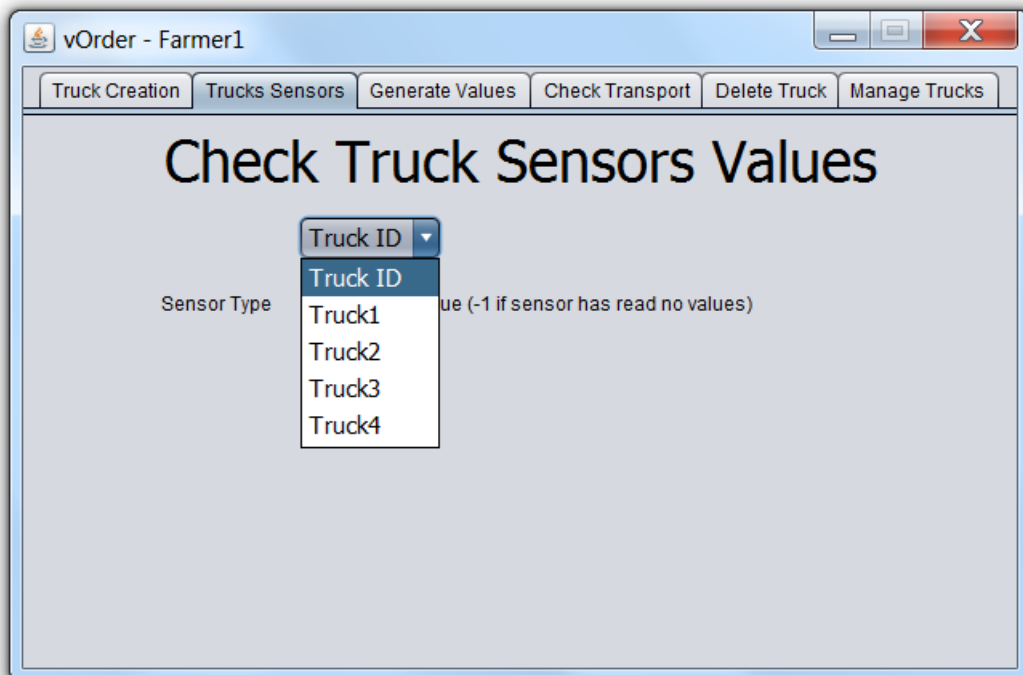 vOrder - Farmer1
Truck Creation Trucks Sensors Generate Values Check Transport Delete Truck Manage Trucks
Check Truck Sensors Values
Truck ID
Truck ID
Sensor Type ue (-1 if sensor has read no values)
Truck1
Truck2
Truck3
Truck4